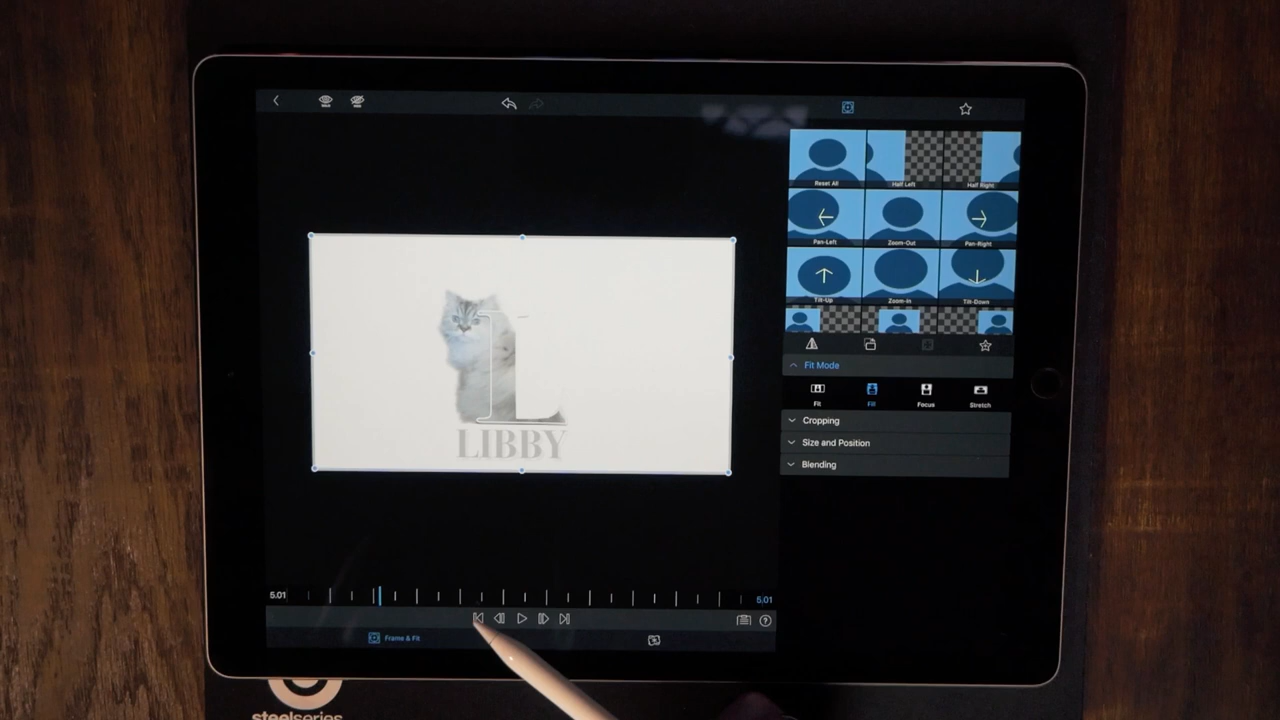 Reset All
Half Left
Half Right
Pan-Left
Zoom-Out
Pan-Right
Tilt-Up
Zoom-In
Tilt-Down
Fit Mode
Fit
Fill
Focus
Stretch
Cropping
Size and Position
Blending
L
LIBBY
5.01
5.01
Frame & Fit
steelseries